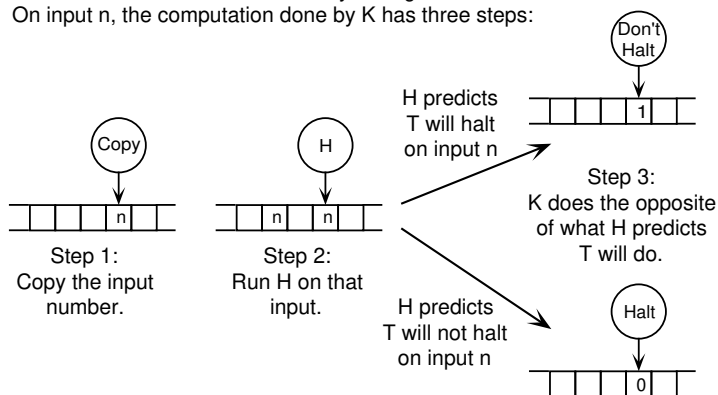 On input n, the computation done by K has three steps:
Don't
Halt
H predicts
T will halt
on input n
1
Copy
H
Step 3:
K does the opposite
of what H predicts
T will do.
n
n n
Step 1:
Copy the input
number.
Step 2:
Run H on that
input.
H predicts
T will not halt
on input n
Halt
0